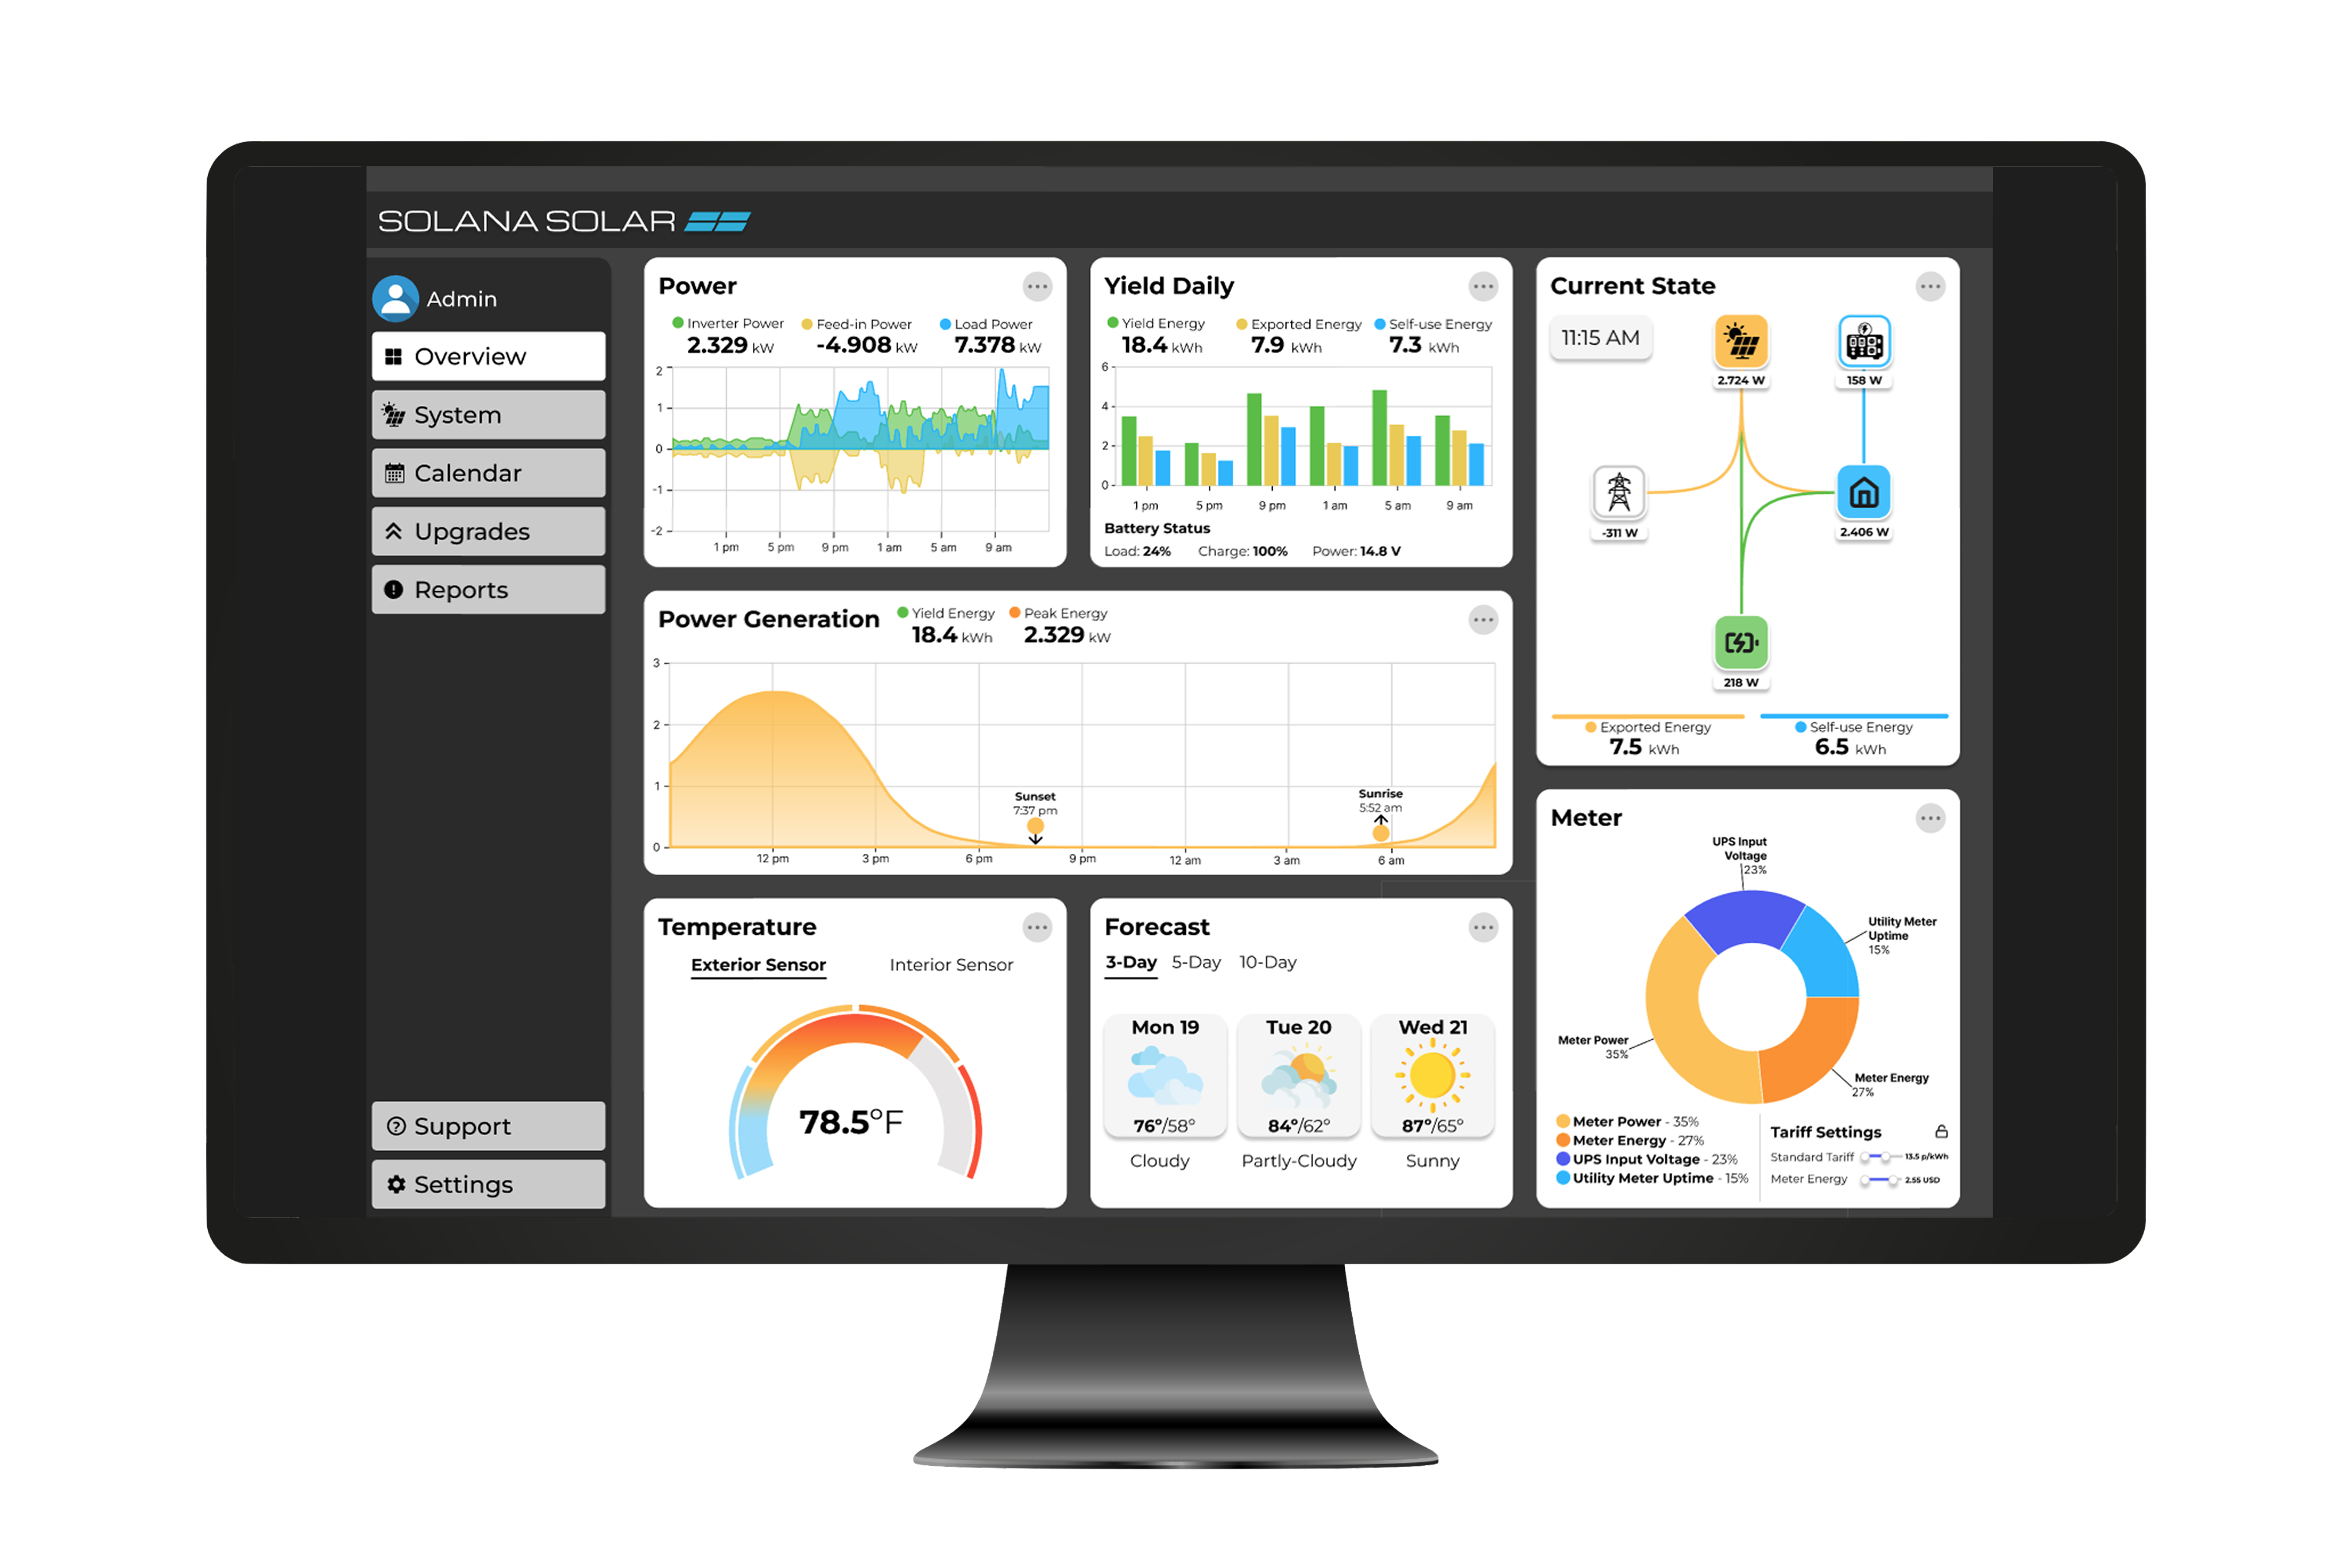 SOLANA SOLAR
Admin
Overview
System
Calendar
Upgrades
Reports
Support
Settings
Power
Inverter Power
2.329 kW
Feed-in Power
-4.908 kW
Load Power
7.378 kW
2
1
0
-1
-2
1 pm
5 pm
9 pm
1 am
5 am
9 am
Yield Daily
Yield Energy
18.4 kWh
Exported Energy
7.9 kWh
Self-use Energy
7.3 kWh
6
4
2
0
1 pm
5 pm
9 pm
1 am
5 am
9 am
Battery Status
Load: 24% Charge: 100% Power: 14.8 V
Current State
11:15 AM
2.724 W
158 W
-311 W
2.406 W
218 W
Exported Energy
7.5 kWh
Self-use Energy
6.5 kWh
Power Generation
Yield Energy
18.4 kWh
Peak Energy
2.329 kW
3
2
1
0
Sunset
7:37 pm
Sunrise
5:52 am
12 pm
3 pm
6 pm
9 pm
12 am
3 am
6 am
Temperature
Exterior Sensor
Interior Sensor
78.5°F
Forecast
3-Day 5-Day 10-Day
Mon 19
76°/58°
Cloudy
Tue 20
84°/62°
Partly-Cloudy
Wed 21
87°/65°
Sunny
Meter
UPS Input
Voltage
23%
Utility Meter
Uptime
15%
Meter Power
35%
Meter Energy
27%
Meter Power - 35%
Meter Energy - 27%
UPS Input Voltage - 23%
Utility Meter Uptime - 15%
Tariff Settings
Standard Tariff 13.5 p/kWh
Meter Energy 2.55 USD